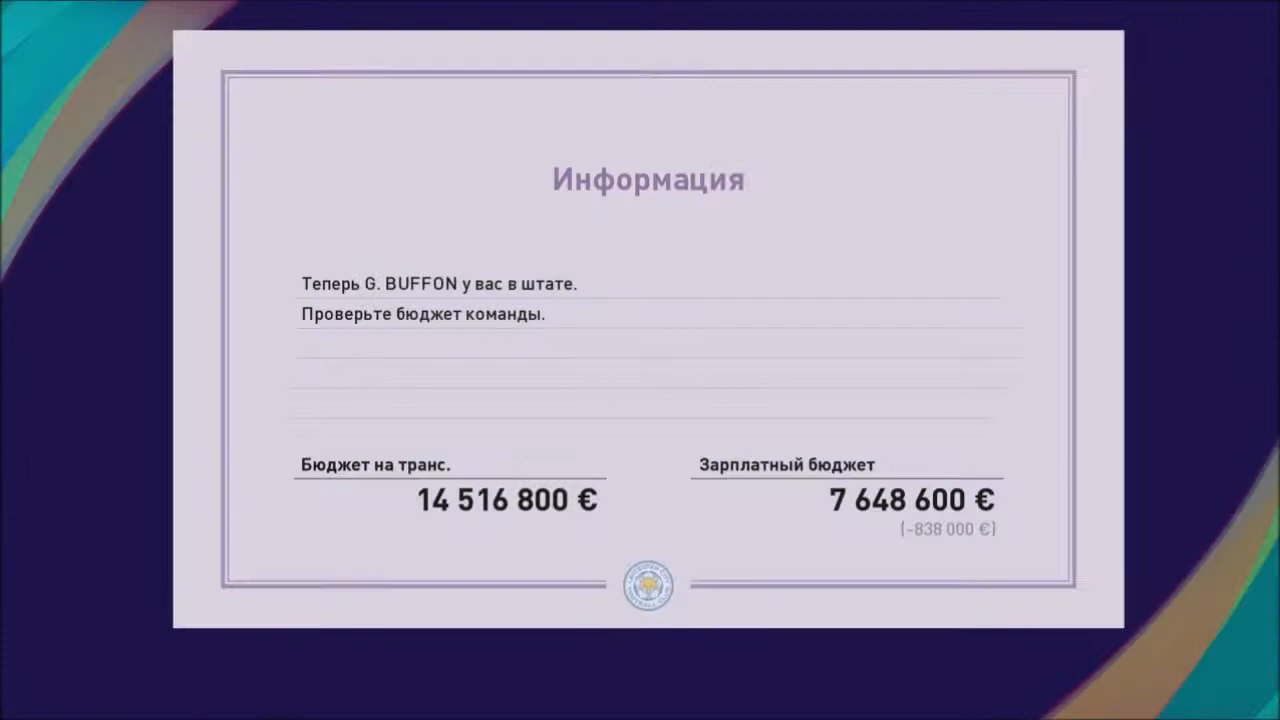 Информация
Теперь G. BUFFON у вас в штате.
Проверьте бюджет команды.
Бюджет на транс.
14 516 800 €
Зарплатный бюджет
7 648 600 €
(-838 000 €)